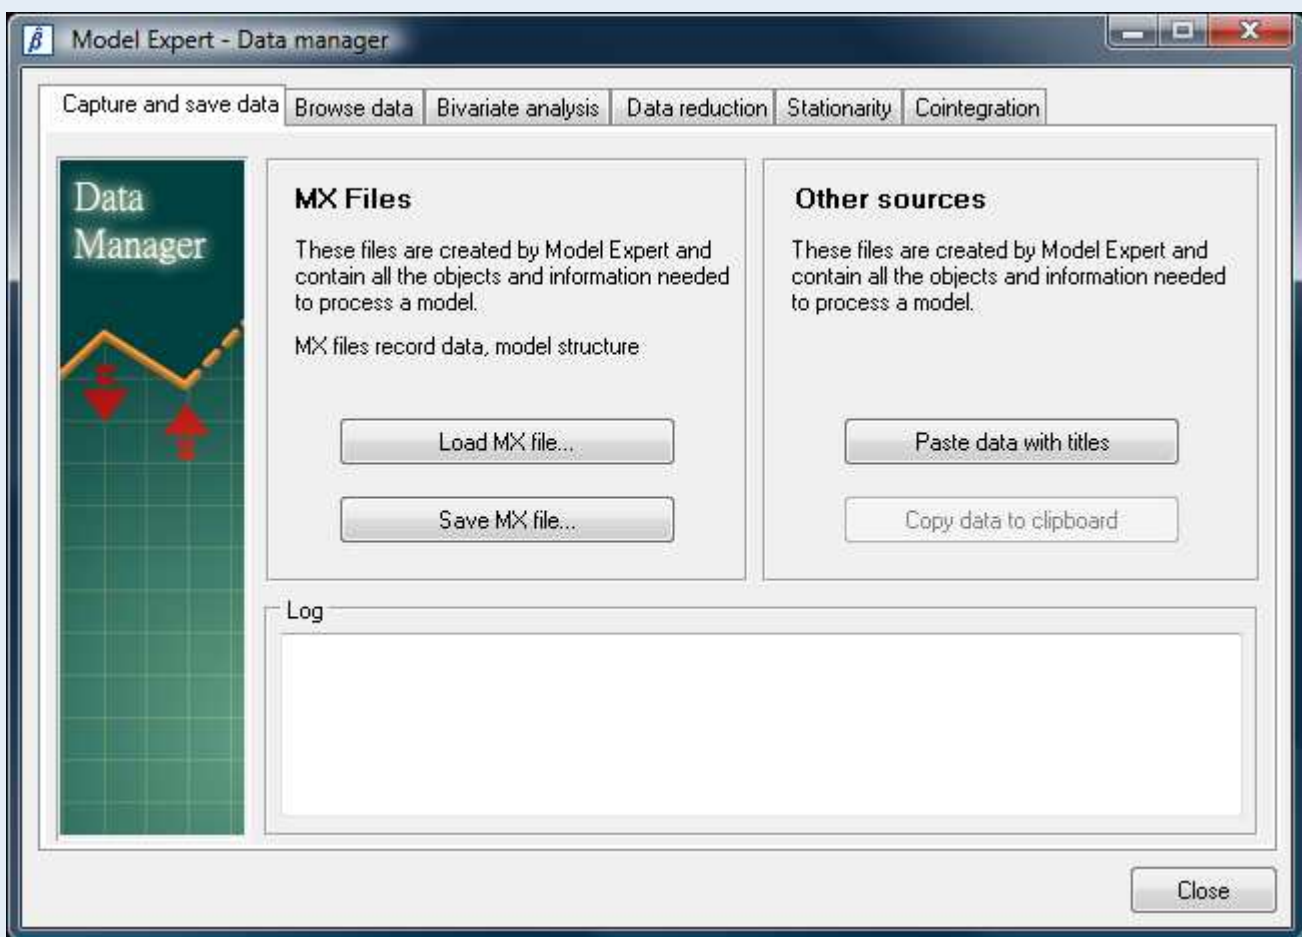 β̂ Model Expert - Data manager
Capture and save data Browse data Bivariate analysis Data reduction Stationarity Cointegration
Data
Manager
MX Files
These files are created by Model Expert and
contain all the objects and information needed
to process a model.
MX files record data, model structure
Load MX file...
Save MX file...
Other sources
These files are created by Model Expert and
contain all the objects and information needed
to process a model.
Paste data with titles
Copy data to clipboard
Log
Close